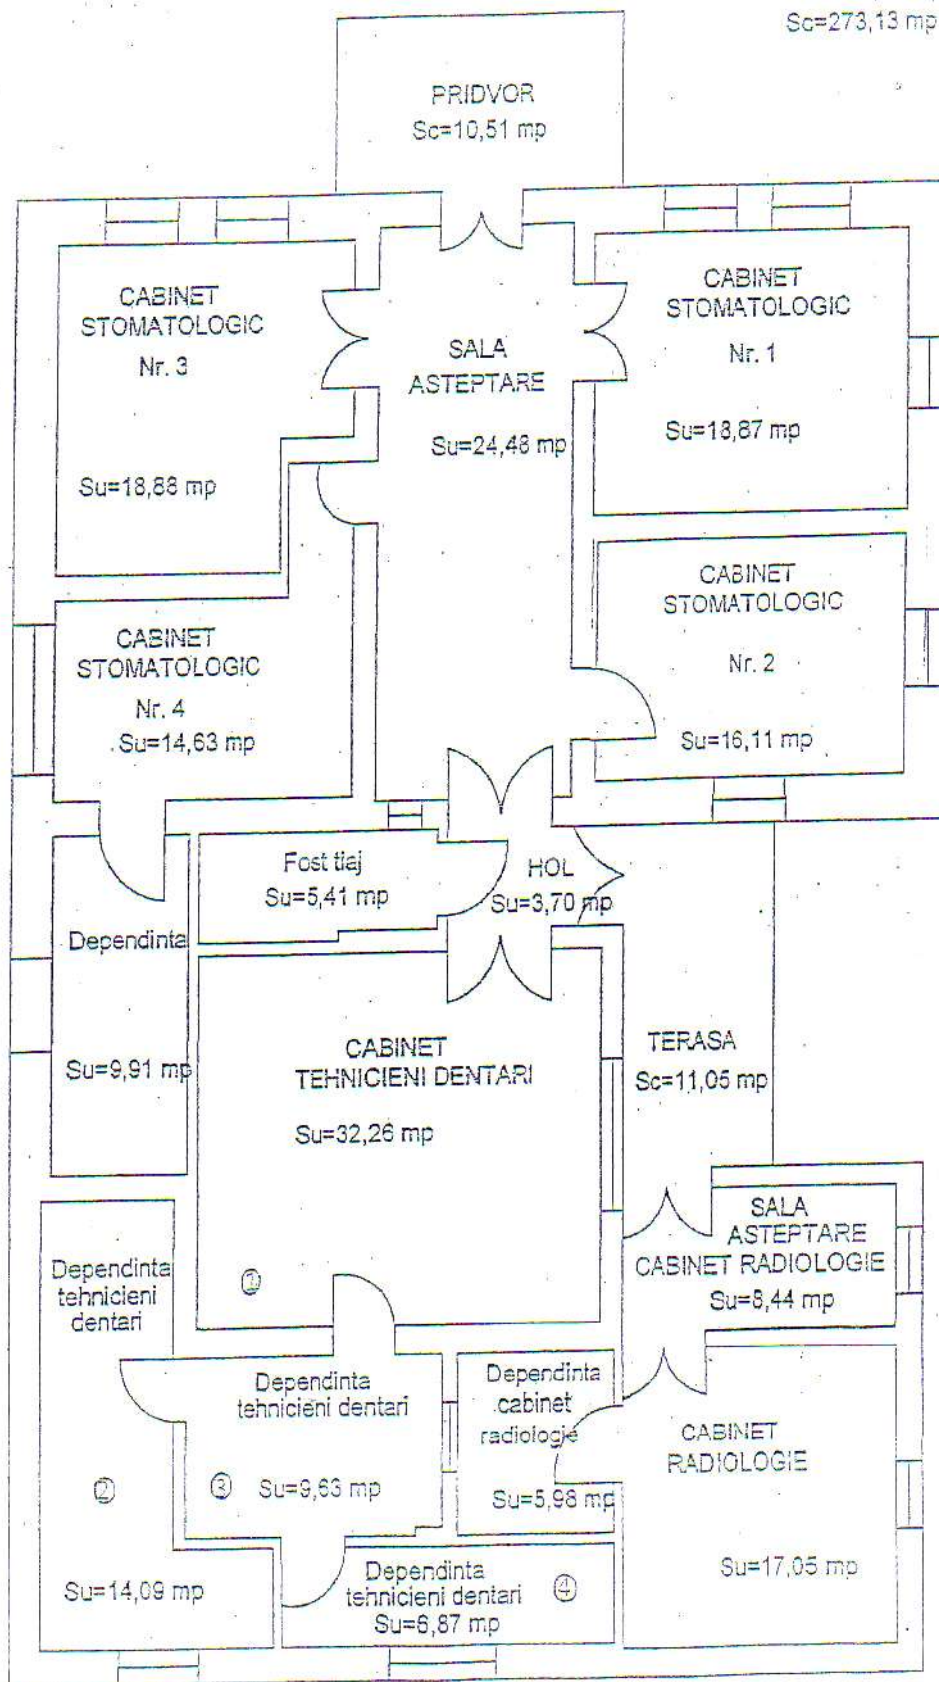 Sc=273,13 mp
PRIDVOR
Sc=10,51 mp
CABINET
STOMATOLOGIC
Nr. 3
Su=18,88 mp
SALA
ASTEPTARE
Su=24,48 mp
CABINET
STOMATOLOGIC
Nr. 1
Su=18,87 mp
CABINET
STOMATOLOGIC
Nr. 4
Su=14,63 mp
CABINET
STOMATOLOGIC
Nr. 2
Su=16,11 mp
Fost tiaj
Su=5,41 mp
HOL
Su=3,70 mp
Dependinta
Su=9,91 mp
CABINET
TEHNICIENI DENTARI
Su=32,26 mp
①
TERASA
Sc=11,05 mp
SALA
ASTEPTARE
CABINET RADIOLOGIE
Su=8,44 mp
Dependinta
tehnicieni
dentari
②
Su=14,09 mp
Dependinta
tehnicieni dentari
③ Su=9,63 mp
Dependinta
cabinet
radiologie
Su=5,98 mp
CABINET
RADIOLOGIE
Su=17,05 mp
Dependinta
tehnicieni dentari ④
Su=6,87 mp